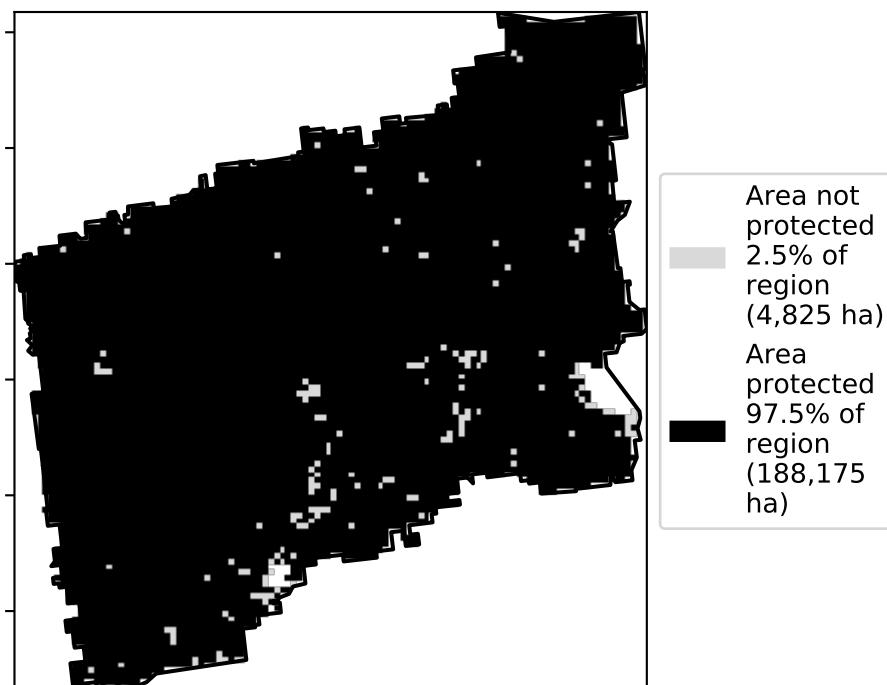 Area not
protected
2.5% of
region
(4,825 ha)
Area
protected
97.5% of
region
(188,175
ha)